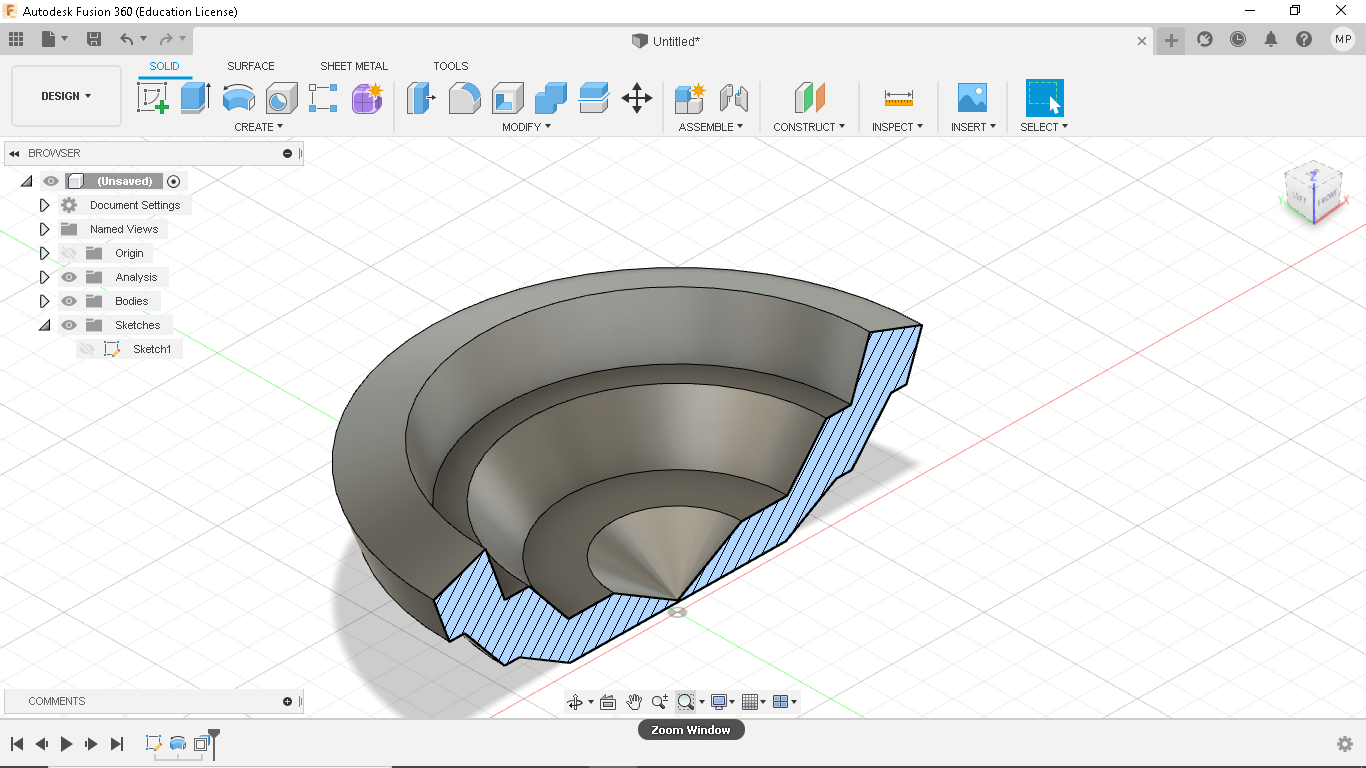 Autodesk Fusion 360 (Education License)
Untitled*
MP
SOLID SURFACE SHEET METAL TOOLS
DESIGN
CREATE MODIFY ASSEMBLE CONSTRUCT INSPECT INSERT SELECT
BROWSER
(Unsaved)
Document Settings
Named Views
Origin
Analysis
Bodies
Sketches
Sketch1
Z
LEFT FRONT
Y X
COMMENTS
Zoom Window